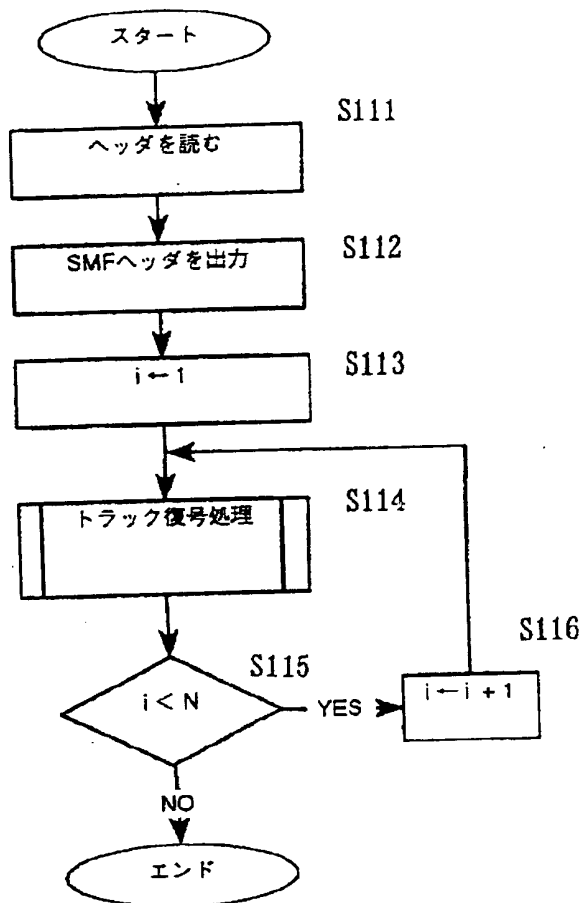 スタート
S111
ヘッダを読む
S112
SMFヘッダを出力
S113
i ← 1
S114
トラック復号処理
S115
i < N
YES
S116
i ← i + 1
NO
エンド